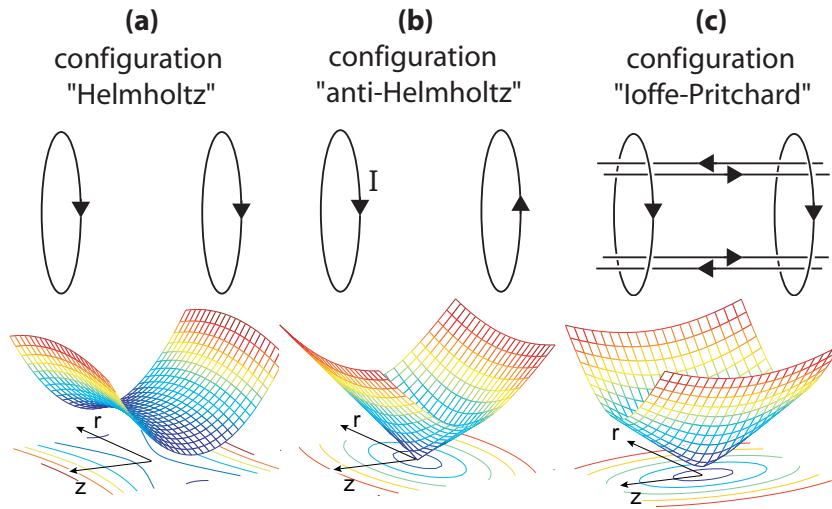 (a)
configuration
"Helmholtz"
(b)
configuration
"anti-Helmholtz"
(c)
configuration
"Ioffe-Pritchard"
I
r
z
r
z
r
z